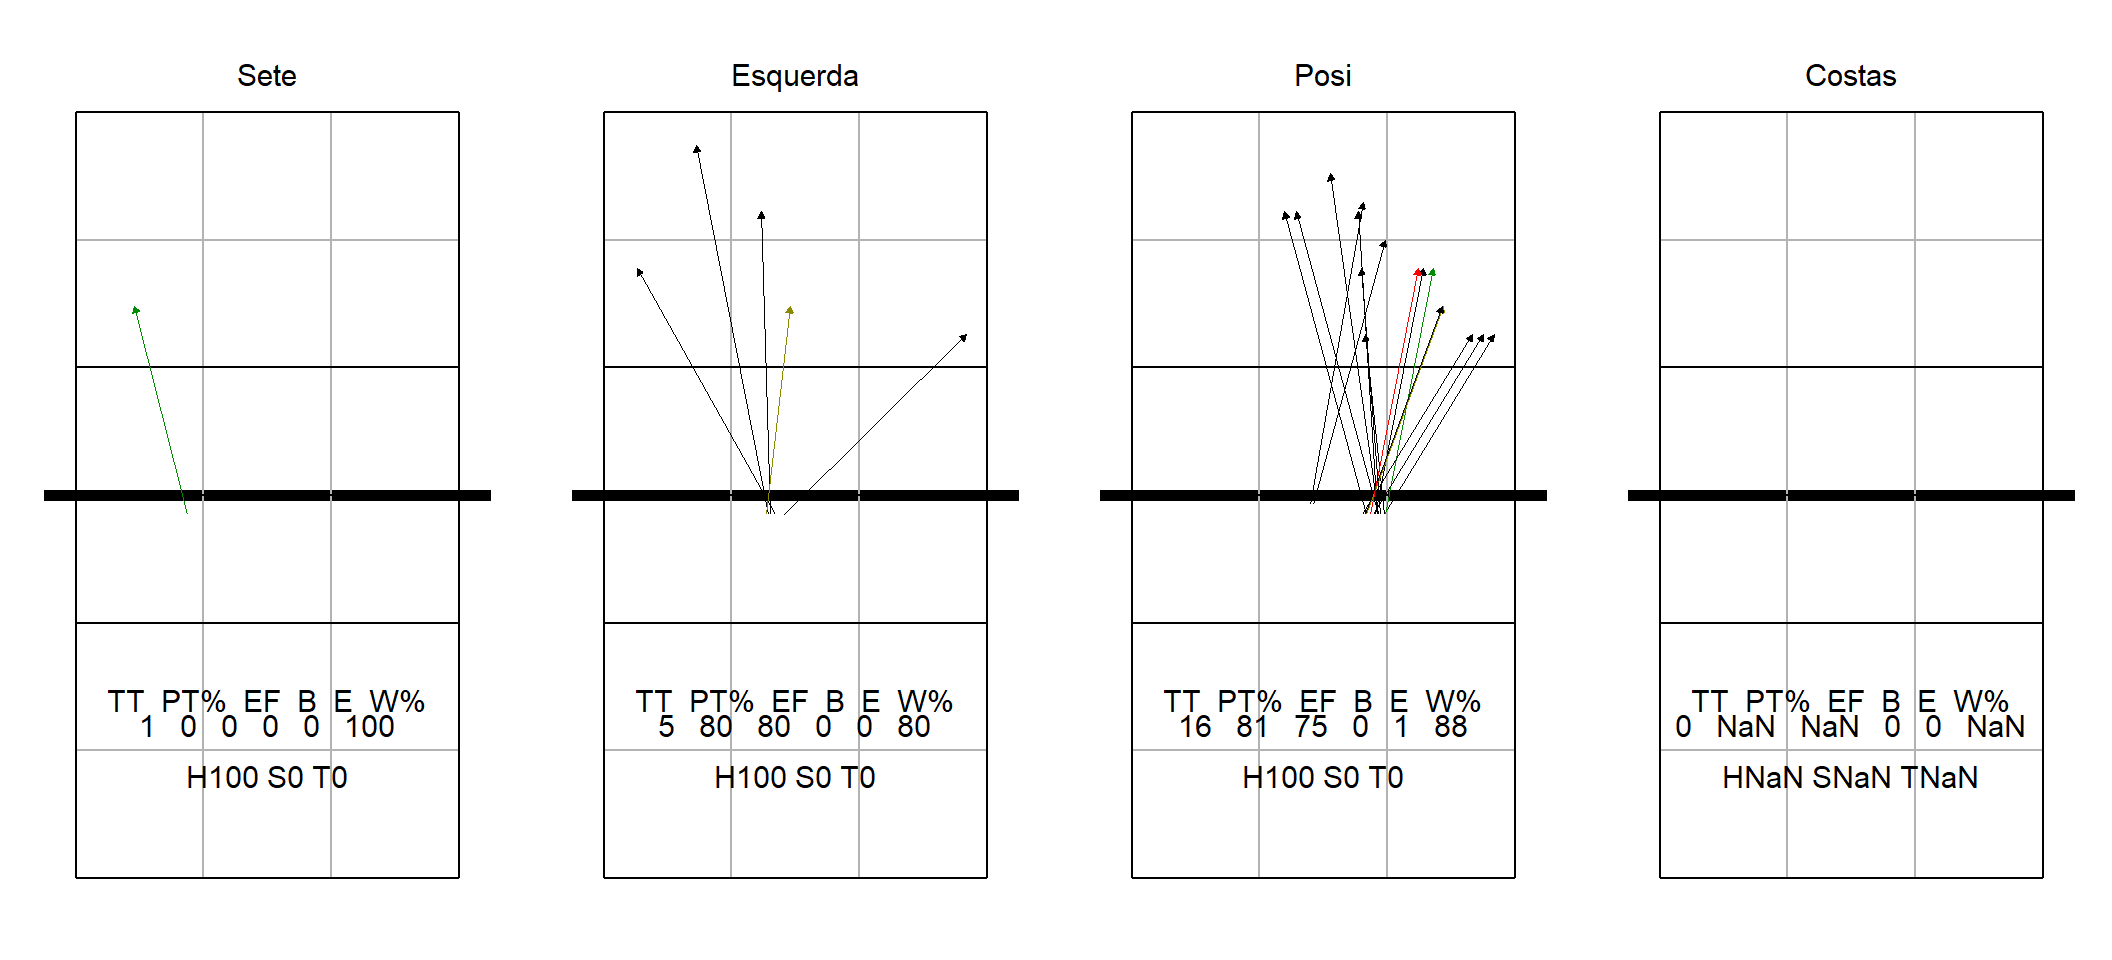 Sete
TT PT% EF B E W%
1 0 0 0 0 100
H100 S0 T0
Esquerda
TT PT% EF B E W%
5 80 80 0 0 80
H100 S0 T0
Posi
TT PT% EF B E W%
16 81 75 0 1 88
H100 S0 T0
Costas
TT PT% EF B E W%
0 NaN NaN 0 0 NaN
HNaN SNaN TNaN